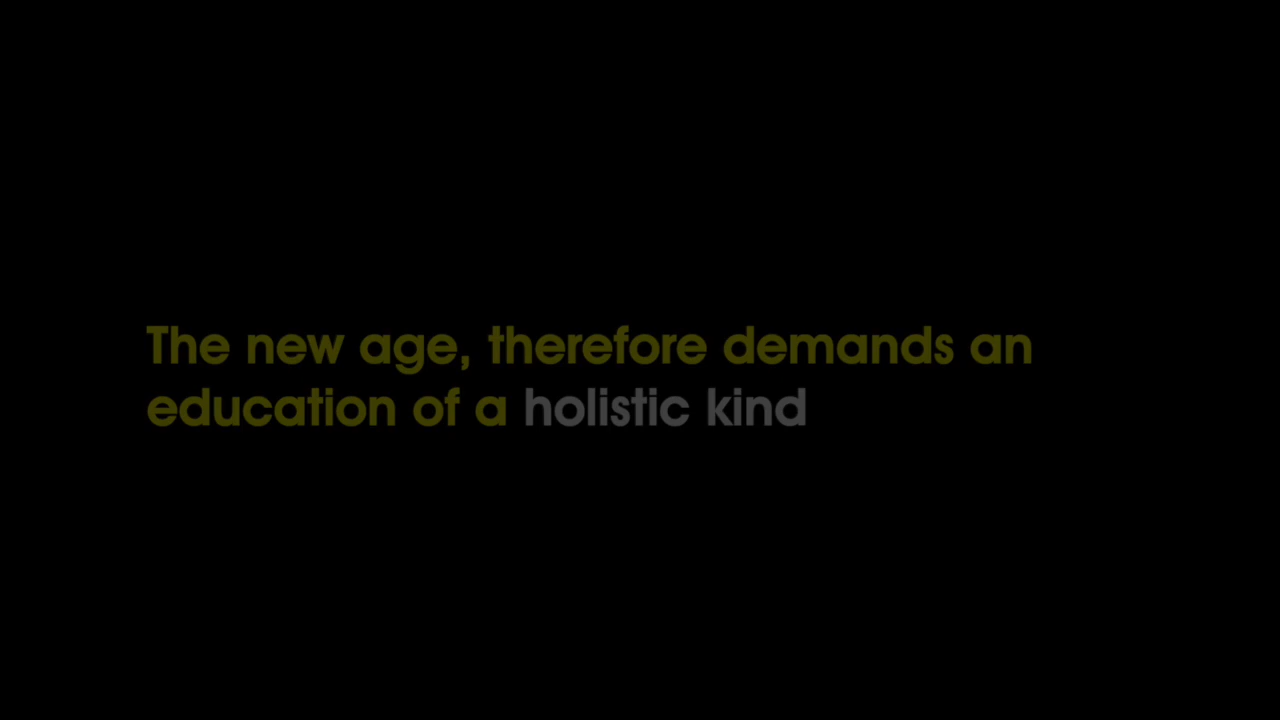 The new age, therefore demands an
education of a holistic kind